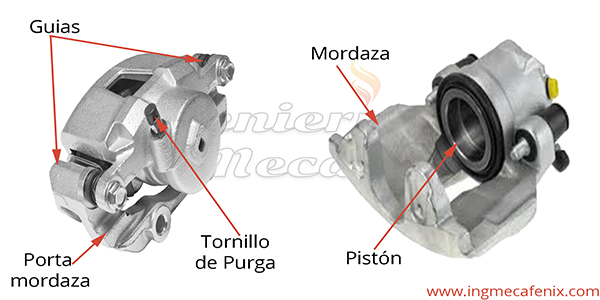 Guias
Mordaza
Porta
mordaza
Tornillo
de Purga
Pistón
www.ingmecafenix.com